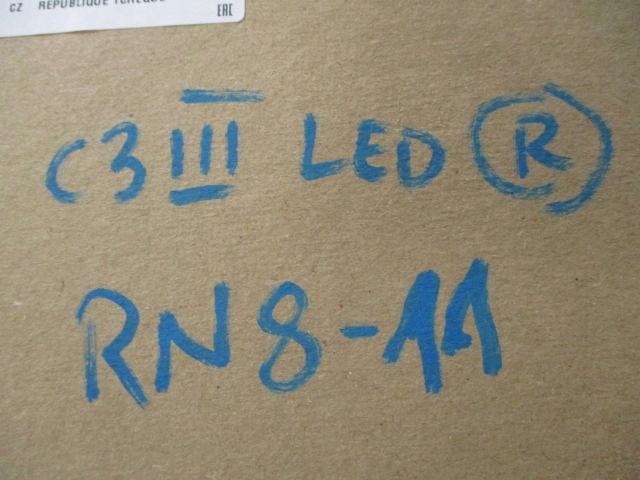 CZ RÉPUBLIQUE TCHÈQUE EAC
C3 III LED R
RN8-11